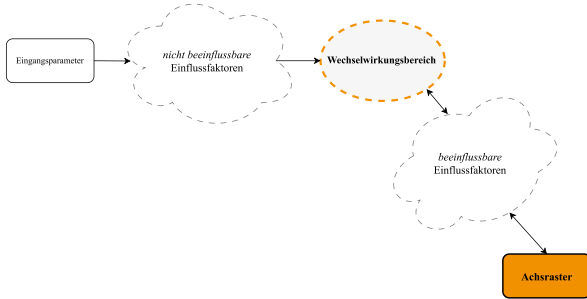 Eingangsparameter
nicht beeinflussbare
Einflussfaktoren
Wechselwirkungsbereich
beeinflussbare
Einflussfaktoren
Achsraster